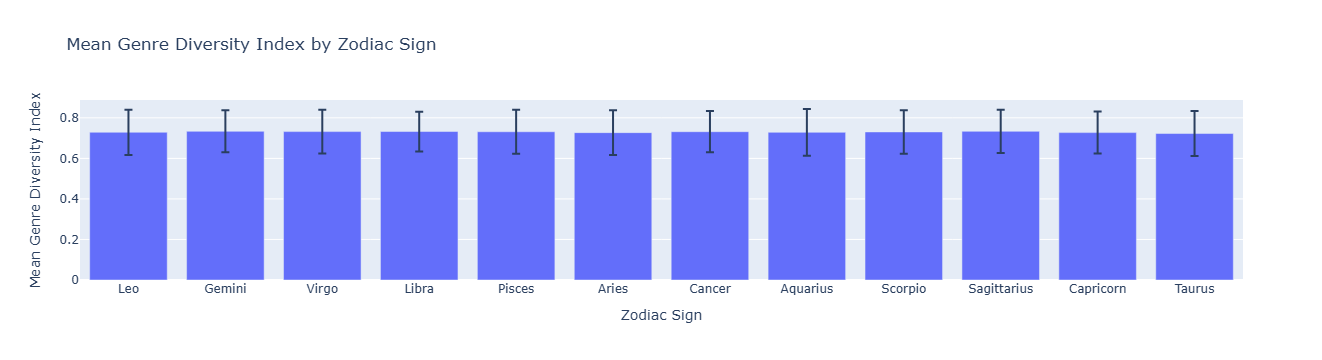 Mean Genre Diversity Index by Zodiac Sign
Mean Genre Diversity Index
0.8
0.6
0.4
0.2
0
Leo Gemini Virgo Libra Pisces Aries Cancer Aquarius Scorpio Sagittarius Capricorn Taurus
Zodiac Sign